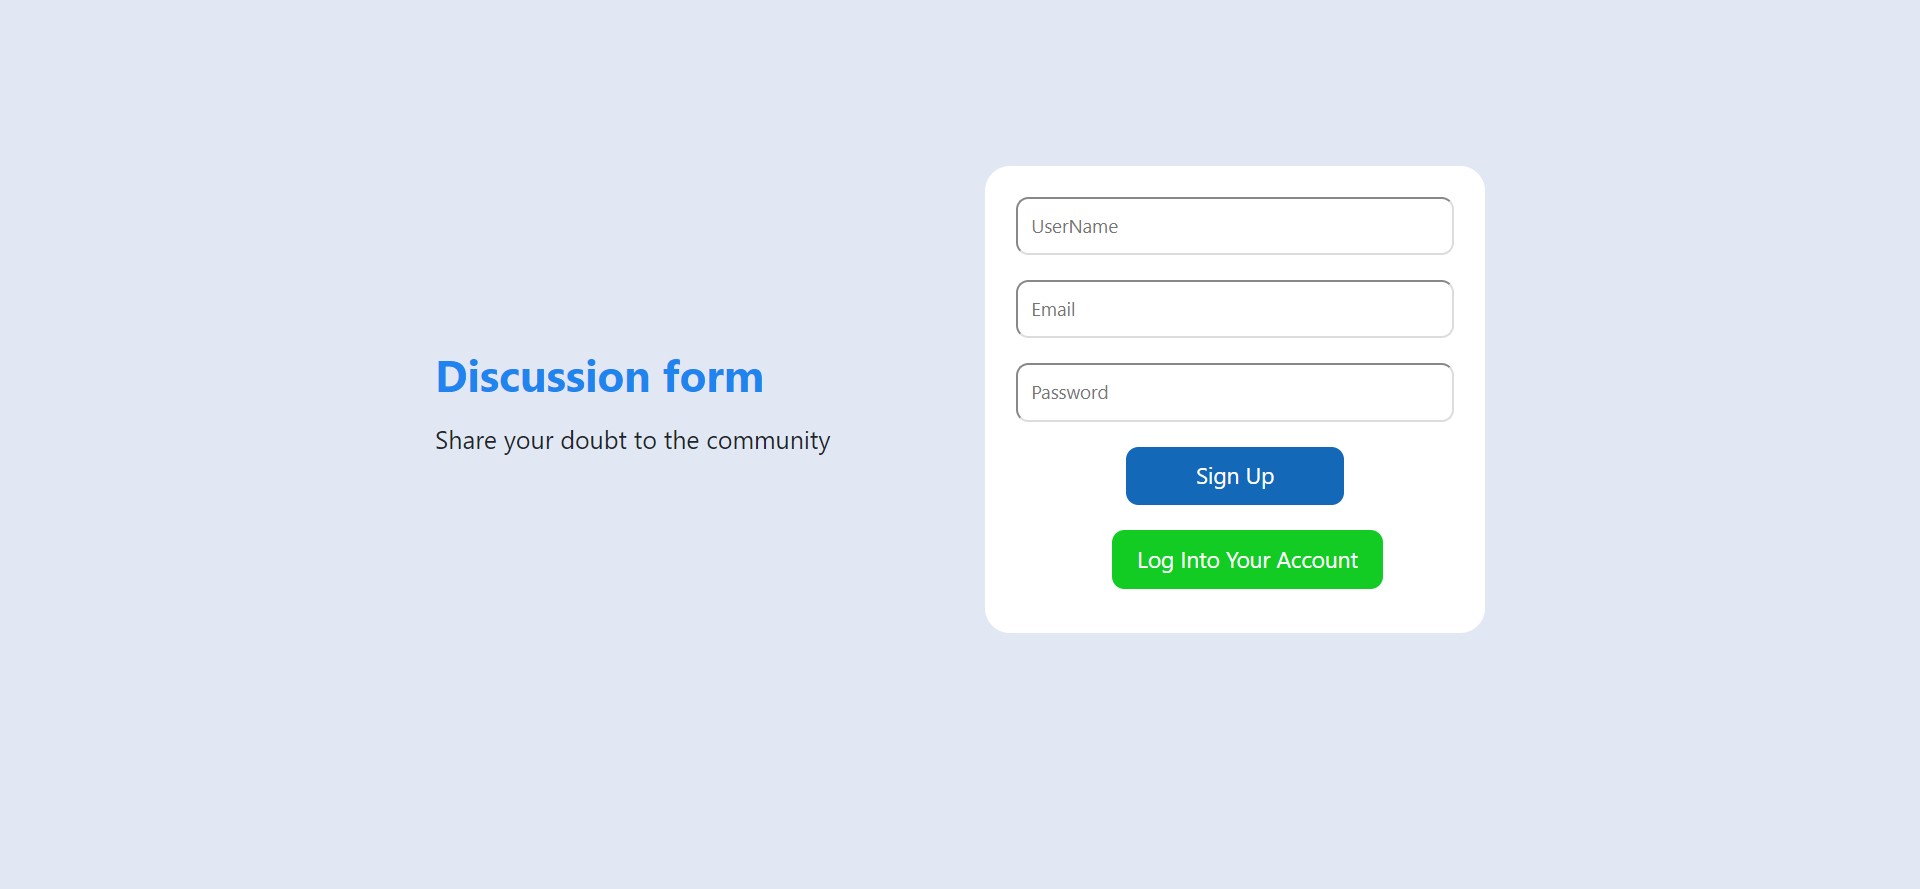 Discussion form
Share your doubt to the community
UserName
Email
Password
Sign Up
Log Into Your Account